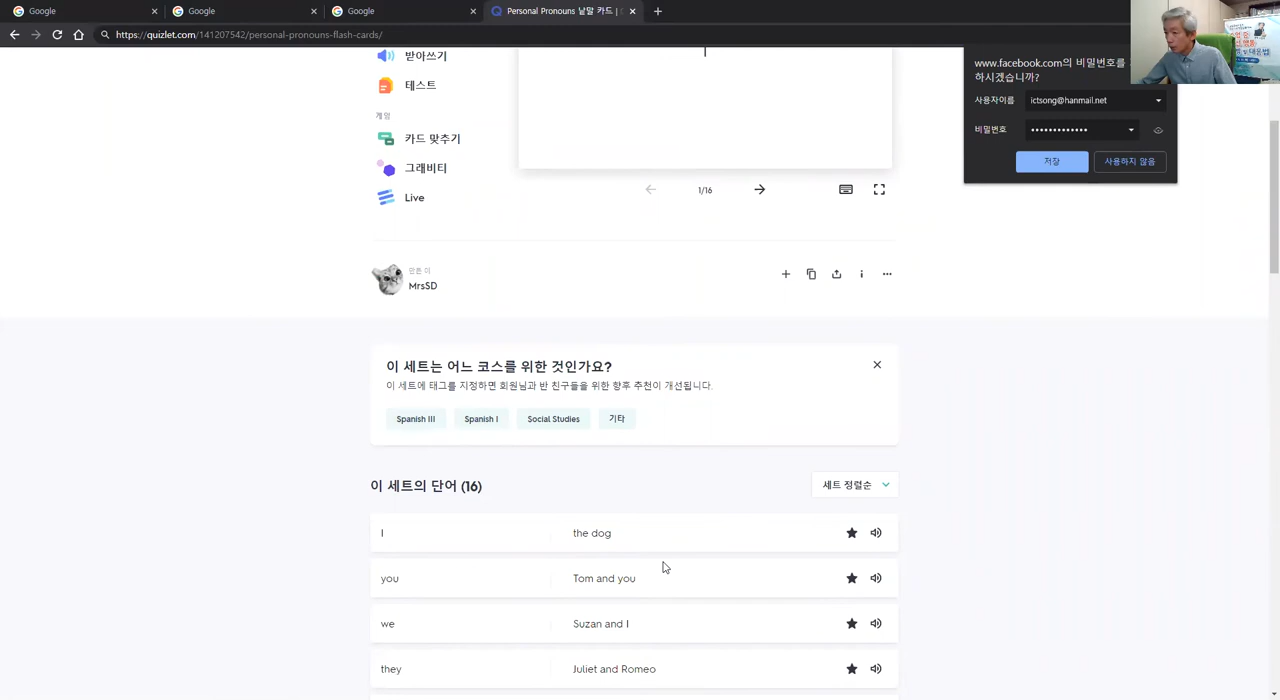 Google
Google
Google
Personal Pronouns 낱말 카드 |
https://quizlet.com/141207542/personal-pronouns-flash-cards/
www.facebook.com의 비밀번호를
하시겠습니까?
사용자이름 ictsong@hanmail.net
비밀번호 •••••••••••••
저장 사용하지 않음
받아쓰기
테스트
게임
카드 맞추기
그래비티
Live
I
1/16
만든 이
MrsSD
이 세트는 어느 코스를 위한 것인가요?
이 세트에 태그를 지정하면 회원님과 반 친구들을 위한 향후 추천이 개선됩니다.
Spanish III Spanish I Social Studies 기타
이 세트의 단어 (16)
세트 정렬순
I the dog
you Tom and you
we Suzan and I
they Juliet and Romeo